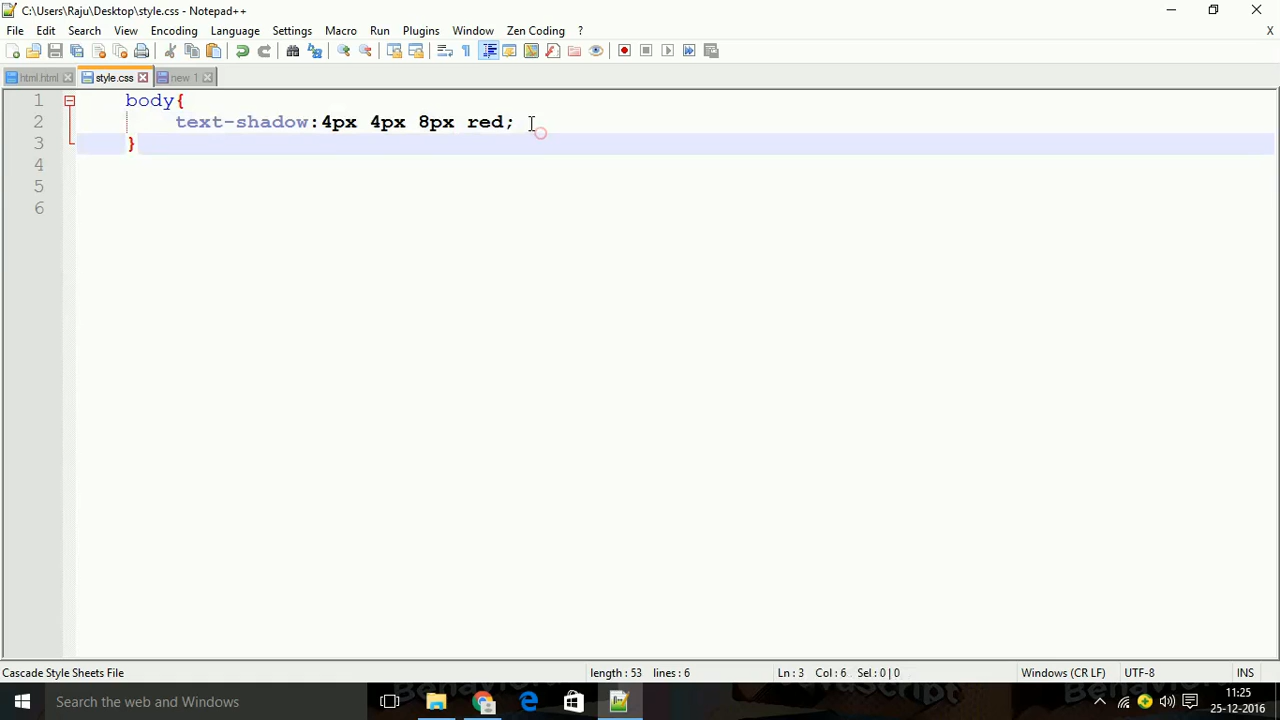 C:\Users\Raju\Desktop\style.css - Notepad++
File Edit Search View Encoding Language Settings Macro Run Plugins Window Zen Coding ? X
html.html style.css new 1
1 body{
2 text-shadow:4px 4px 8px red;
3 }
4
5
6
Cascade Style Sheets File length : 53 lines : 6 Ln : 3 Col : 6 Sel : 0 | 0 Windows (CR LF) UTF-8 INS
Search the web and Windows
11:25
25-12-2016